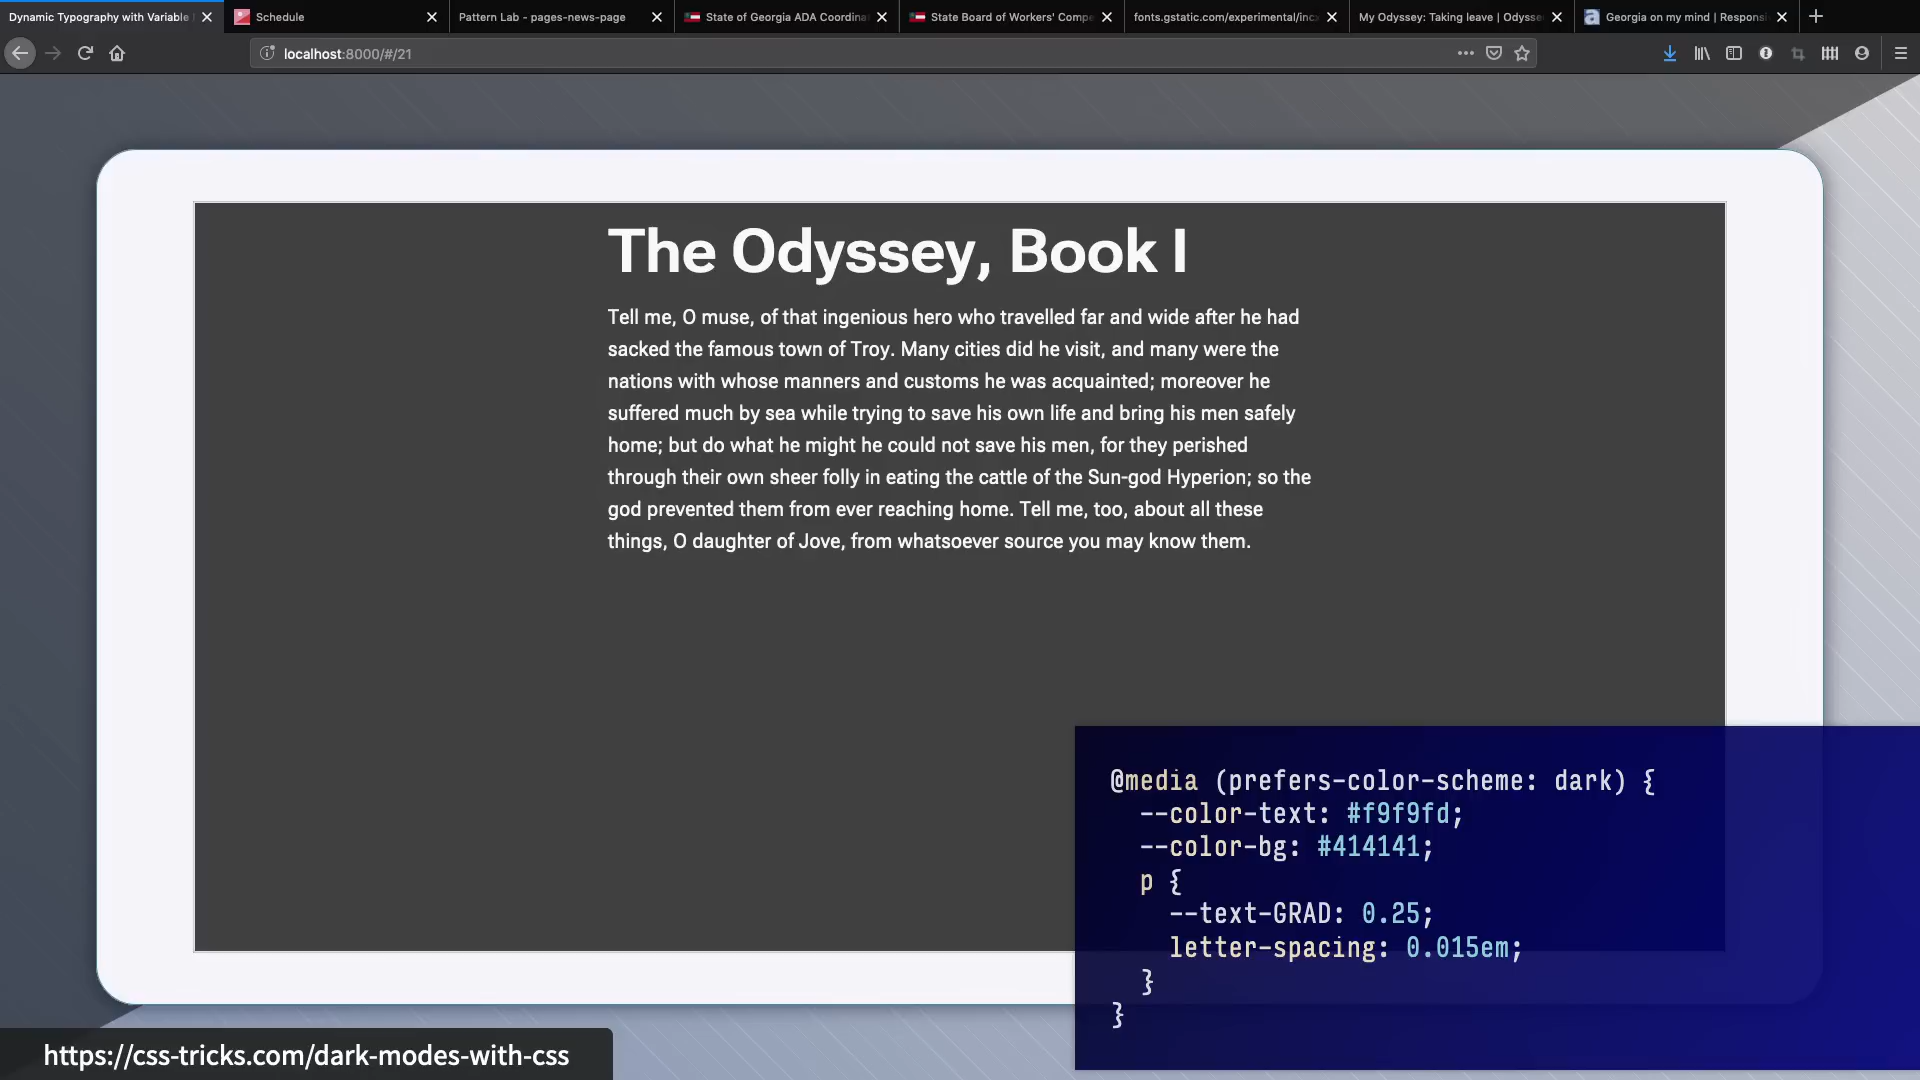 Dynamic Typography with Variable
Schedule
Pattern Lab - pages-news-page
State of Georgia ADA Coordina
State Board of Workers' Compe
fonts.gstatic.com/experimental/inc
My Odyssey: Taking leave | Odysse
Georgia on my mind | Responsi
localhost:8000/#/21
The Odyssey, Book I
Tell me, O muse, of that ingenious hero who travelled far and wide after he had
sacked the famous town of Troy. Many cities did he visit, and many were the
nations with whose manners and customs he was acquainted; moreover he
suffered much by sea while trying to save his own life and bring his men safely
home; but do what he might he could not save his men, for they perished
through their own sheer folly in eating the cattle of the Sun-god Hyperion; so the
god prevented them from ever reaching home. Tell me, too, about all these
things, O daughter of Jove, from whatsoever source you may know them.
@media (prefers-color-scheme: dark) {
--color-text: #f9f9fd;
--color-bg: #414141;
p {
--text-GRAD: 0.25;
letter-spacing: 0.015em;
}
}
https://css-tricks.com/dark-modes-with-css